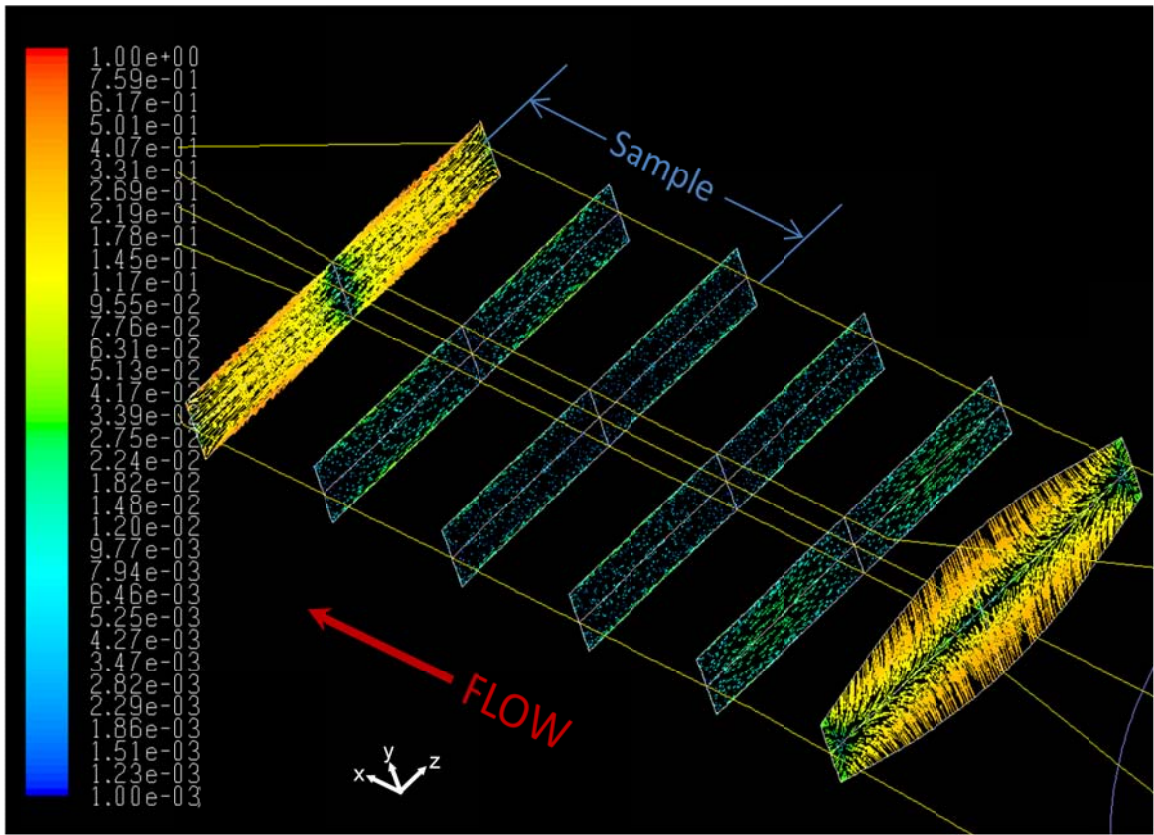 1.00e+00
7.59e-01
6.17e-01
5.01e-01
4.07e-01
3.31e-01
2.69e-01
2.19e-01
1.78e-01
1.45e-01
1.17e-01
9.55e-02
7.76e-02
6.31e-02
5.13e-02
4.17e-02
3.39e-02
2.75e-02
2.24e-02
1.82e-02
1.48e-02
1.20e-02
9.77e-03
7.94e-03
6.46e-03
5.25e-03
4.27e-03
3.47e-03
2.82e-03
2.29e-03
1.86e-03
1.51e-03
1.23e-03
1.00e-03
Sample
FLOW
x y z